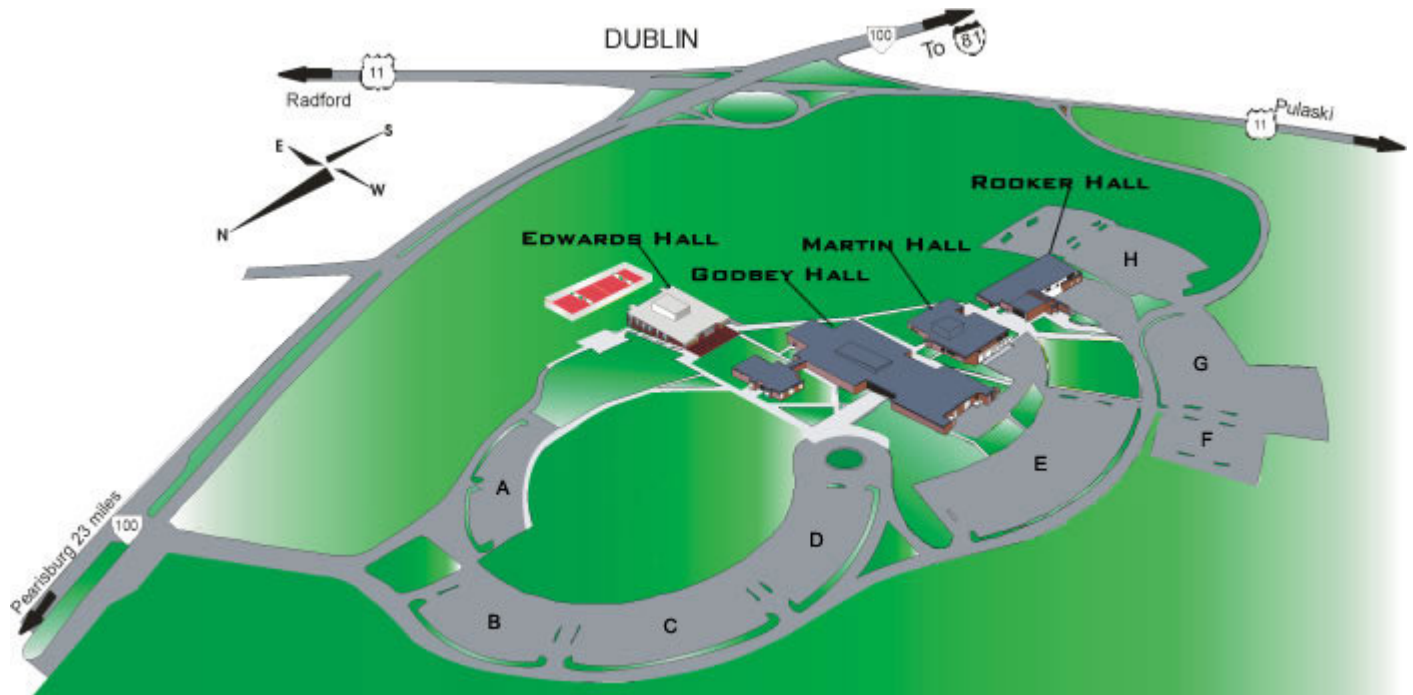 DUBLIN
100
To 81
11
Radford
Pulaski
11
E
S
W
N
ROOKER HALL
EDWARDS HALL
MARTIN HALL
GODBEY HALL
H
G
F
E
A
D
B
C
100
Pearisburg 23 miles